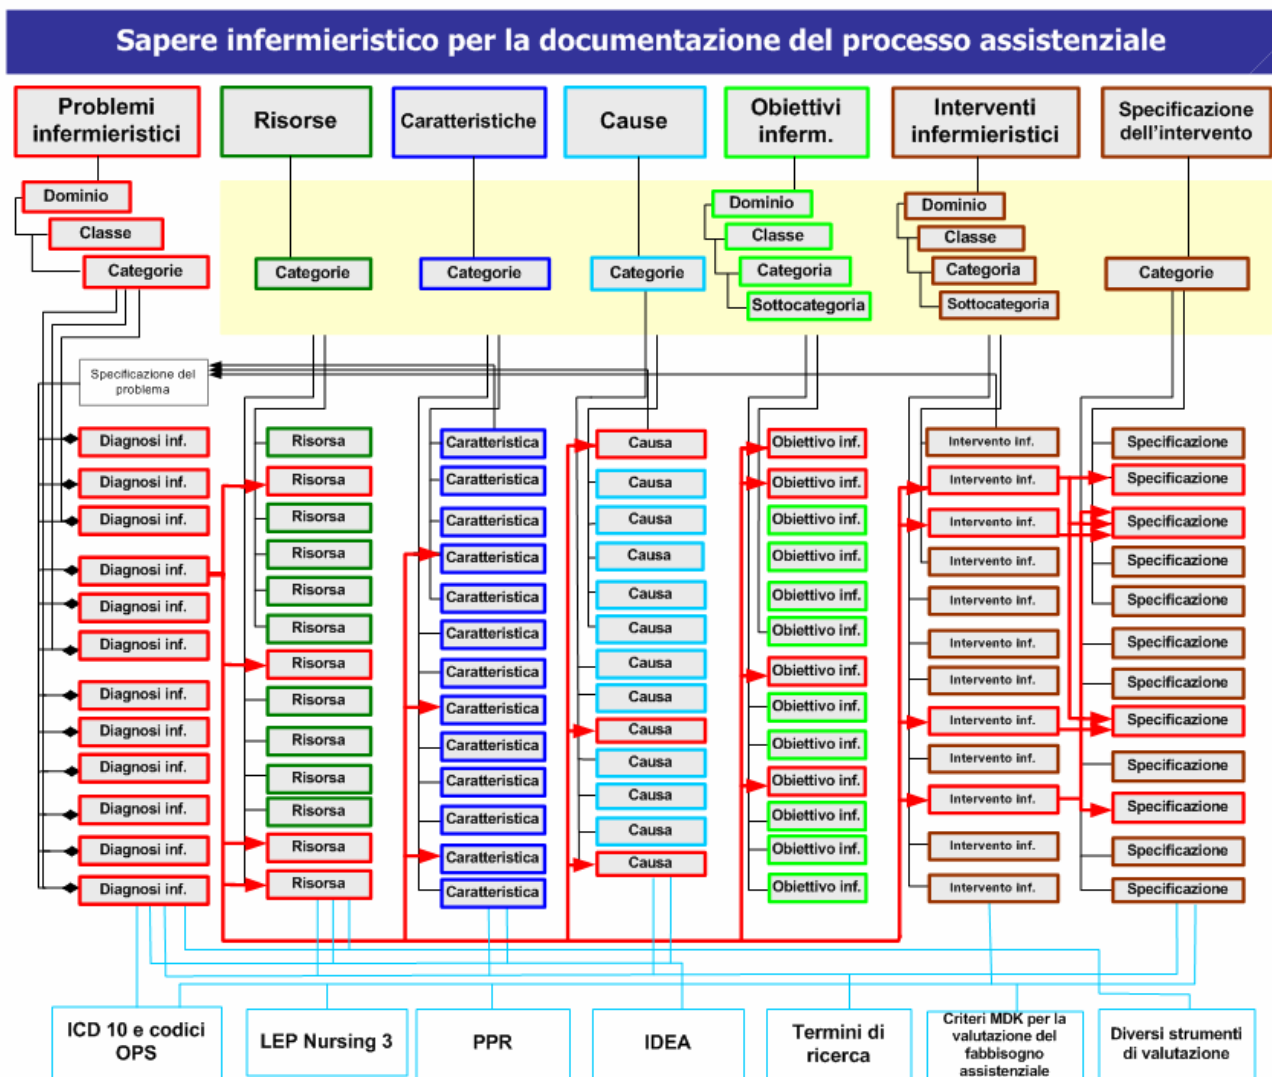 Sapere infermieristico per la documentazione del processo assistenziale
Problemi
infermieristici
Risorse
Caratteristiche
Cause
Obiettivi
inferm.
Interventi
infermieristici
Specificazione
dell'intervento
Dominio
Classe
Categorie
Categorie
Categorie
Categorie
Dominio
Classe
Categoria
Sottocategoria
Dominio
Classe
Categoria
Sottocategoria
Categorie
Specificazione del
problema
Diagnosi inf.
Diagnosi inf.
Diagnosi inf.
Diagnosi inf.
Diagnosi inf.
Diagnosi inf.
Diagnosi inf.
Diagnosi inf.
Diagnosi inf.
Diagnosi inf.
Diagnosi inf.
Diagnosi inf.
Risorsa
Risorsa
Risorsa
Risorsa
Risorsa
Risorsa
Risorsa
Risorsa
Risorsa
Risorsa
Risorsa
Risorsa
Risorsa
Caratteristica
Caratteristica
Caratteristica
Caratteristica
Caratteristica
Caratteristica
Caratteristica
Caratteristica
Caratteristica
Caratteristica
Caratteristica
Caratteristica
Caratteristica
Causa
Causa
Causa
Causa
Causa
Causa
Causa
Causa
Causa
Causa
Causa
Causa
Causa
Obiettivo inf.
Obiettivo inf.
Obiettivo inf.
Obiettivo inf.
Obiettivo inf.
Obiettivo inf.
Obiettivo inf.
Obiettivo inf.
Obiettivo inf.
Obiettivo inf.
Obiettivo inf.
Obiettivo inf.
Obiettivo inf.
Intervento inf.
Intervento inf.
Intervento inf.
Intervento inf.
Intervento inf.
Intervento inf.
Intervento inf.
Intervento inf.
Intervento inf.
Intervento inf.
Intervento inf.
Intervento inf.
Specificazione
Specificazione
Specificazione
Specificazione
Specificazione
Specificazione
Specificazione
Specificazione
Specificazione
Specificazione
Specificazione
Specificazione
ICD 10 e codici
OPS
LEP Nursing 3
PPR
IDEA
Termini di
ricerca
Criteri MDK per la
valutazione del
fabbisogno
assistenziale
Diversi strumenti
di valutazione